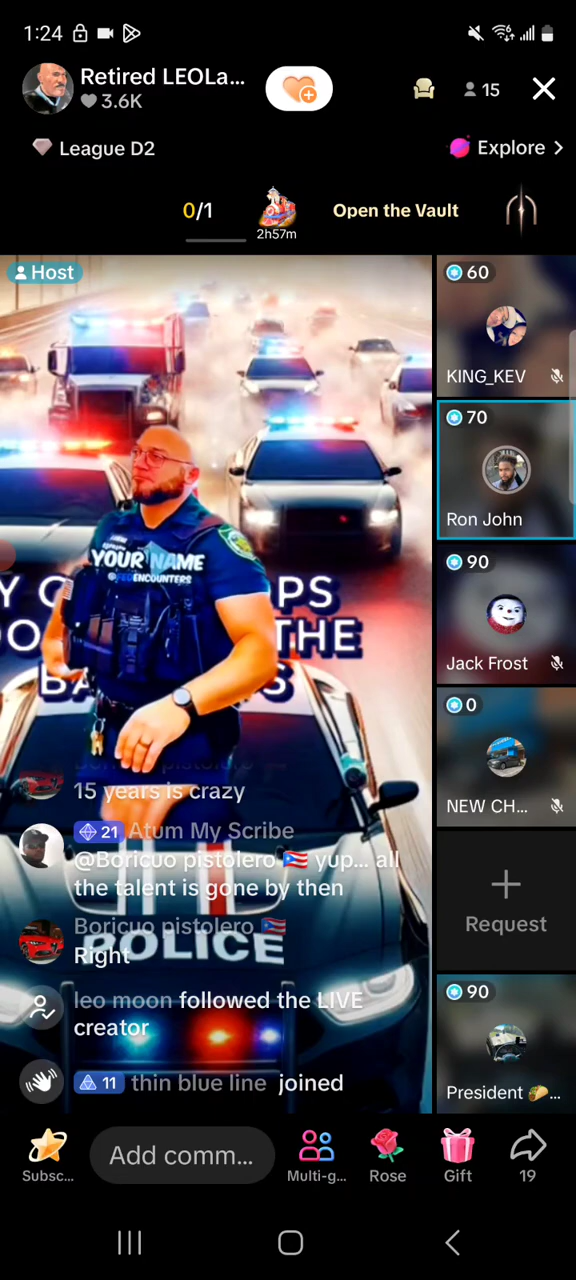 1:24
Retired LEOLa...
3.6K
15
League D2
Explore
0/1
Open the Vault
2h57m
Host
60
KING_KEV
70
Ron John
90
Jack Frost
0
NEW CH...
Request
90
President 🌮...
YOUR NAME
ENCOUNTERS
PS
THE
15 years is crazy
21 Atum My Scribe
@Boricuo pistolero 🇵🇷 yup... all
the talent is gone by then
Boricuo pistolero 🇵🇷
Right
POLICE
leo moon followed the LIVE
creator
11 thin blue line joined
Subsc...
Add comm...
Multi-g...
Rose
Gift
19